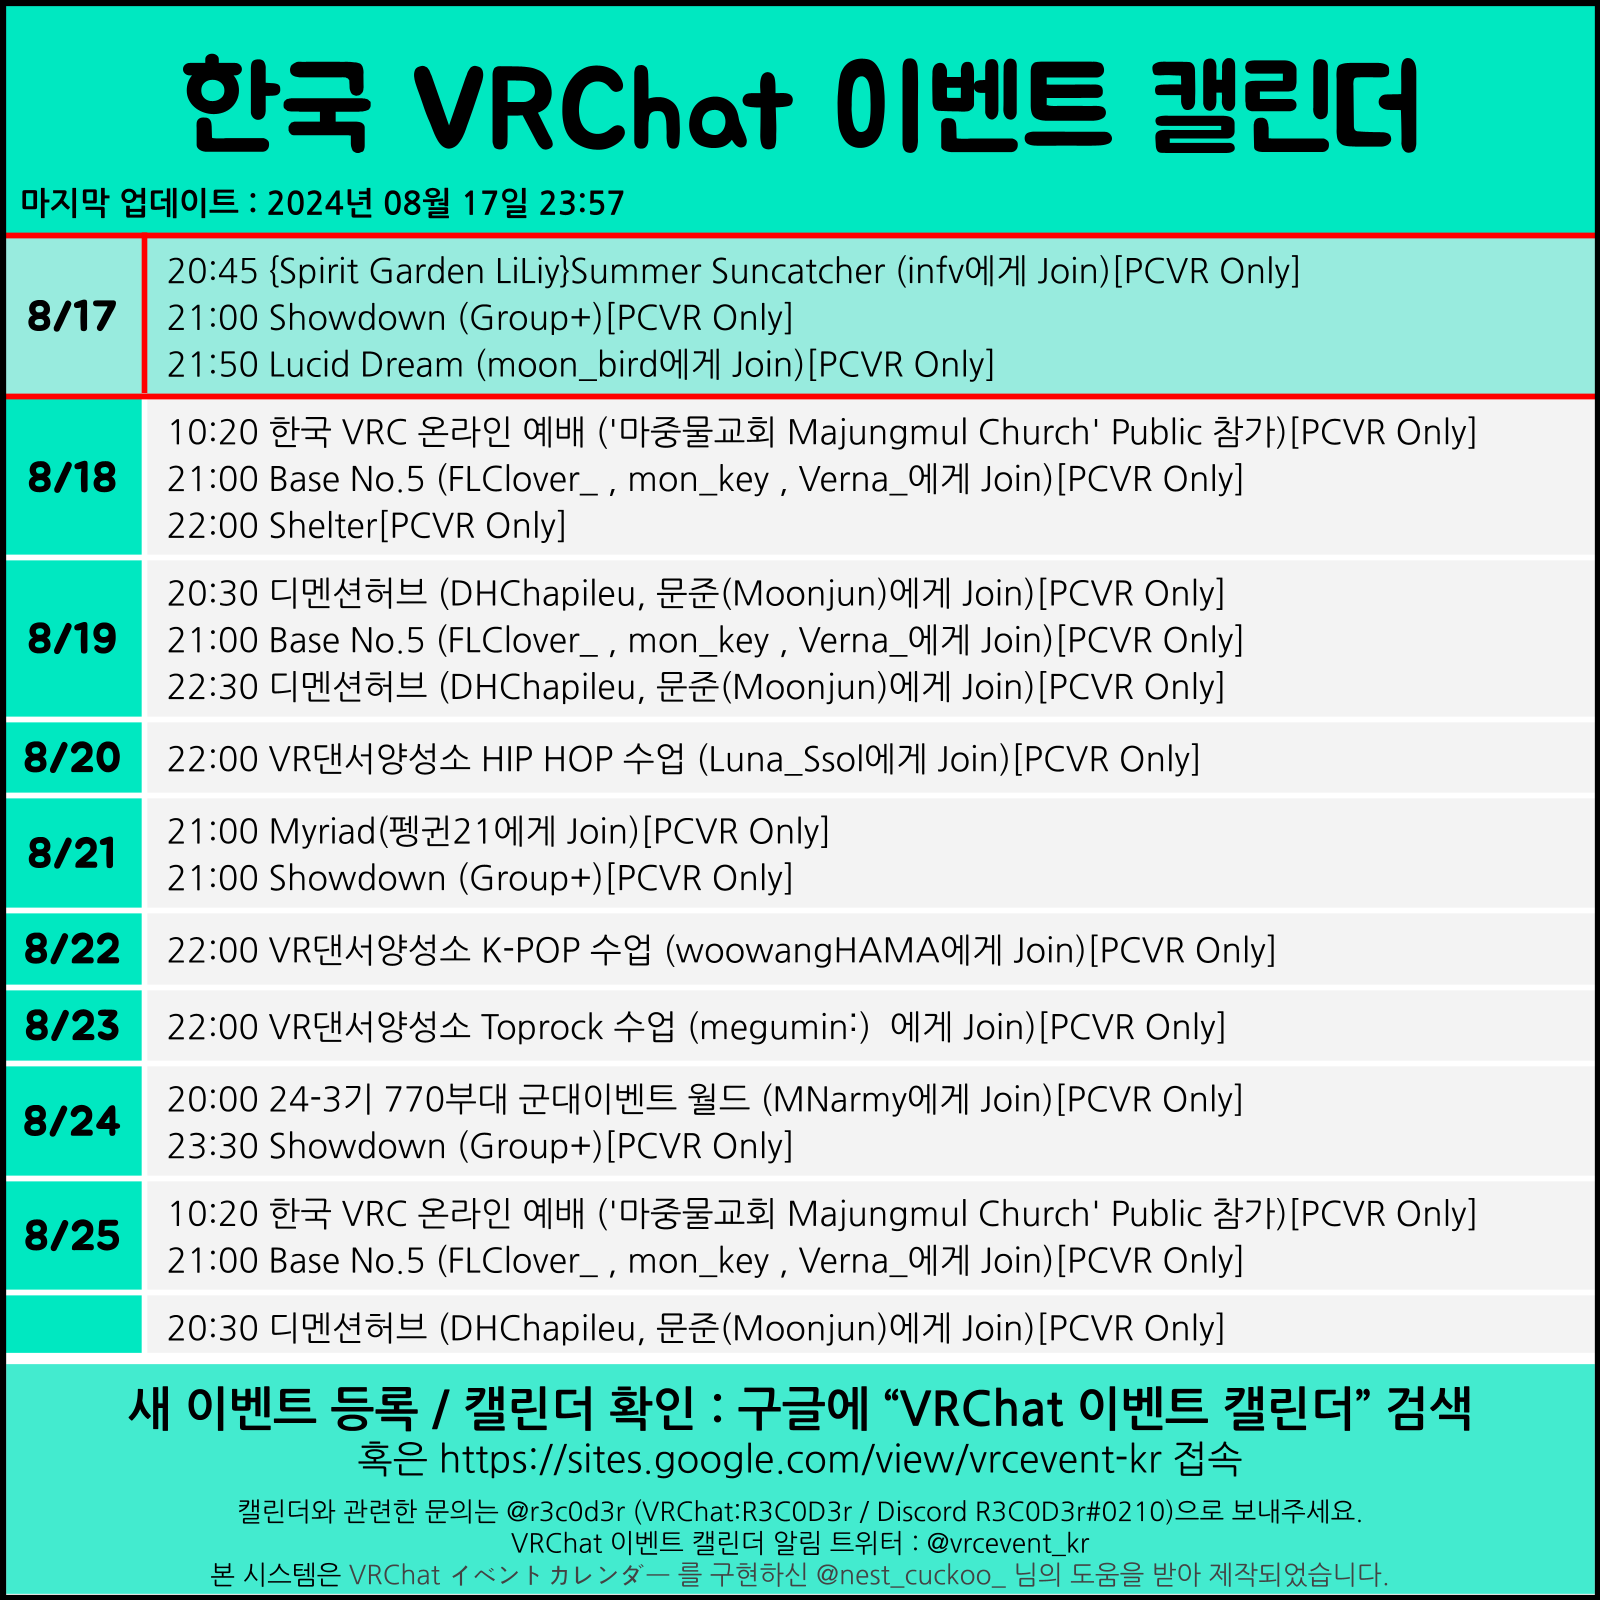 한국 VRChat 이벤트 캘린더
마지막 업데이트 : 2024년 08월 17일 23:57
8/17
20:45 {Spirit Garden LiLiy}Summer Suncatcher (infv에게 Join)[PCVR Only]
21:00 Showdown (Group+)[PCVR Only]
21:50 Lucid Dream (moon_bird에게 Join)[PCVR Only]
8/18
10:20 한국 VRC 온라인 예배 ('마중물교회 Majungmul Church' Public 참가)[PCVR Only]
21:00 Base No.5 (FLClover_ , mon_key , Verna_에게 Join)[PCVR Only]
22:00 Shelter[PCVR Only]
8/19
20:30 디멘션허브 (DHChapileu, 문준(Moonjun)에게 Join)[PCVR Only]
21:00 Base No.5 (FLClover_ , mon_key , Verna_에게 Join)[PCVR Only]
22:30 디멘션허브 (DHChapileu, 문준(Moonjun)에게 Join)[PCVR Only]
8/20
22:00 VR댄서양성소 HIP HOP 수업 (Luna_Ssol에게 Join)[PCVR Only]
8/21
21:00 Myriad(펭귄21에게 Join)[PCVR Only]
21:00 Showdown (Group+)[PCVR Only]
8/22
22:00 VR댄서양성소 K-POP 수업 (woowangHAMA에게 Join)[PCVR Only]
8/23
22:00 VR댄서양성소 Toprock 수업 (megumin:)  에게 Join)[PCVR Only]
8/24
20:00 24-3기 770부대 군대이벤트 월드 (MNarmy에게 Join)[PCVR Only]
23:30 Showdown (Group+)[PCVR Only]
8/25
10:20 한국 VRC 온라인 예배 ('마중물교회 Majungmul Church' Public 참가)[PCVR Only]
21:00 Base No.5 (FLClover_ , mon_key , Verna_에게 Join)[PCVR Only]
20:30 디멘션허브 (DHChapileu, 문준(Moonjun)에게 Join)[PCVR Only]
새 이벤트 등록 / 캘린더 확인 : 구글에 “VRChat 이벤트 캘린더” 검색
혹은 https://sites.google.com/view/vrcevent-kr 접속
캘린더와 관련한 문의는 @r3c0d3r (VRChat:R3C0D3r / Discord R3C0D3r#0210)으로 보내주세요.
VRChat 이벤트 캘린더 알림 트위터 : @vrcevent_kr
본 시스템은 VRChat イベントカレンダー 를 구현하신 @nest_cuckoo_ 님의 도움을 받아 제작되었습니다.